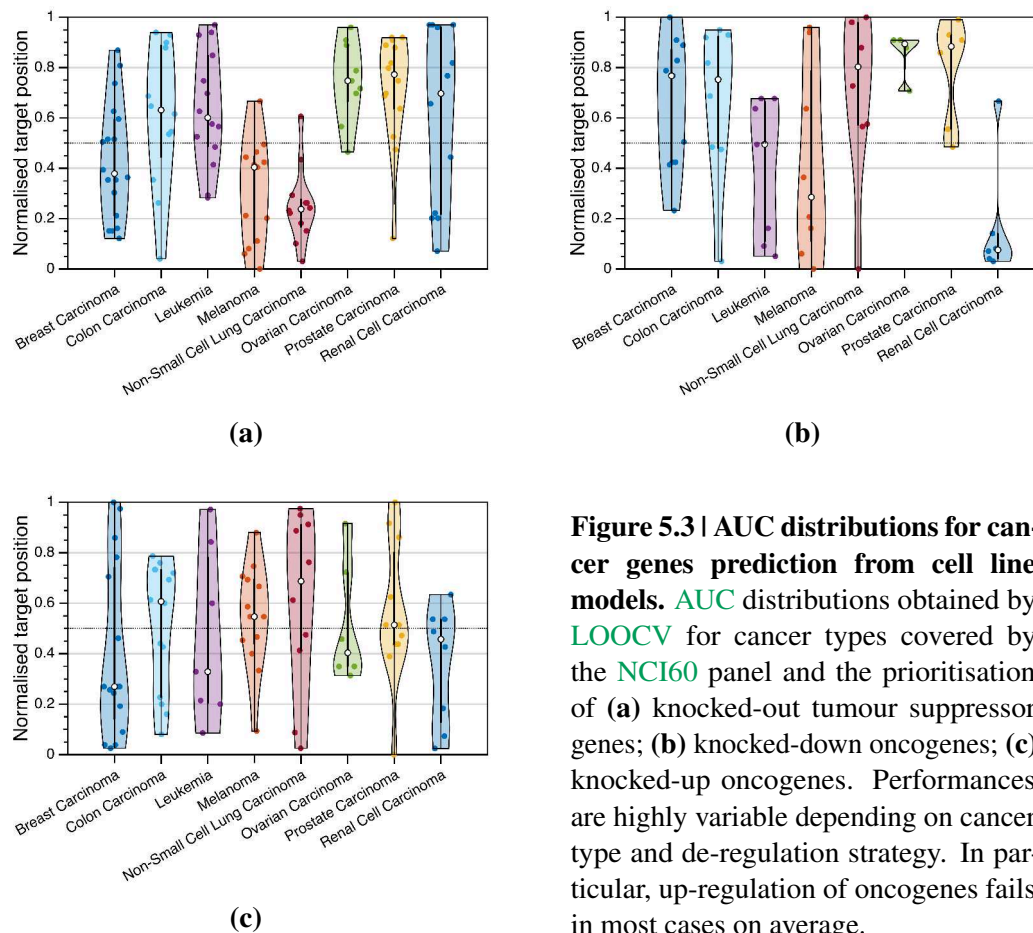 1
0.8
0.6
0.4
0.2
0
Normalised target position
Breast Carcinoma
Colon Carcinoma
Leukemia
Melanoma
Non-Small Cell Lung Carcinoma
Ovarian Carcinoma
Prostate Carcinoma
Renal Cell Carcinoma
(a)
1
0.8
0.6
0.4
0.2
0
Normalised target position
Breast Carcinoma
Colon Carcinoma
Leukemia
Melanoma
Non-Small Cell Lung Carcinoma
Ovarian Carcinoma
Prostate Carcinoma
Renal Cell Carcinoma
(b)
1
0.8
0.6
0.4
0.2
0
Normalised target position
Breast Carcinoma
Colon Carcinoma
Leukemia
Melanoma
Non-Small Cell Lung Carcinoma
Ovarian Carcinoma
Prostate Carcinoma
Renal Cell Carcinoma
(c)
Figure 5.3 | AUC distributions for can-
cer genes prediction from cell line
models. AUC distributions obtained by
LOOCV for cancer types covered by
the NCI60 panel and the prioritisation
of (a) knocked-out tumour suppressor
genes; (b) knocked-down oncogenes; (c)
knocked-up oncogenes. Performances
are highly variable depending on cancer
type and de-regulation strategy. In par-
ticular, up-regulation of oncogenes fails
in most cases on average.